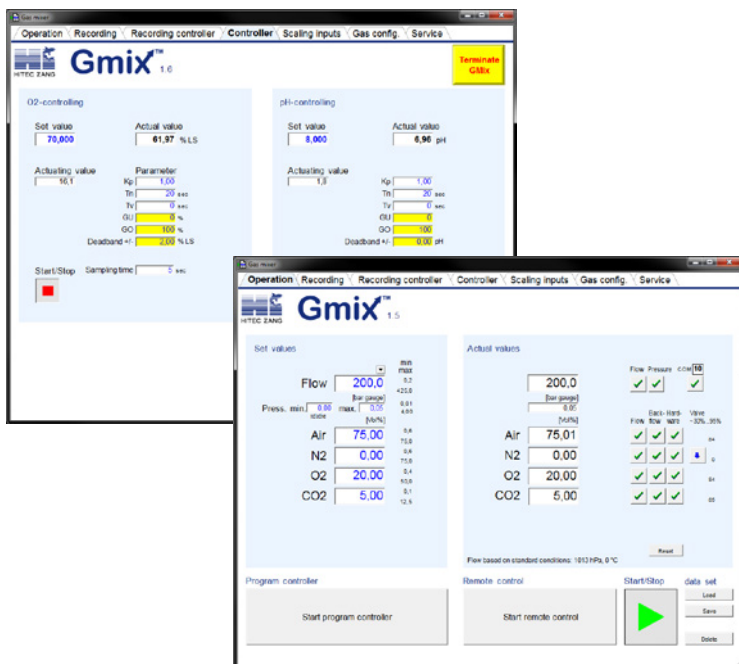 Gas mixer
Operation Recording Recording controller Controller Scaling inputs Gas config. Service
HITEC ZANG
Gmix™ 1.6
Terminate
GMix
O2-controlling
Set value Actual value
70,000 61,97 %LS
Actuating value Parameter
10,1 Kp 1,00
Tn 20 sec
Tv 0 sec
GU 0 %
GO 100 %
Deadband +/- 2,00 %LS
Start/Stop Sampling time 5 sec
pH-controlling
Set value Actual value
8,000 6,96 pH
Actuating value
Kp 1,00
Tn 20 sec
Tv 0 sec
GU 0
GO 100
Deadband +/- 0,00 pH
Gas mixer
Operation Recording Recording controller Controller Scaling inputs Gas config. Service
HITEC ZANG
Gmix™ 1.5
Set values
min
max
Flow 200,0 0,2
425,0
[bar gauge]
Press. min. 0,00 max. 0,05 0,01
[Vol%]
Air 75,00 0,6
75,0
N2 0,00 0,6
75,0
O2 20,00 0,4
50,0
CO2 5,00 0,1
12,5
Actual values
Flow Pressure COM 10
200,0
[bar gauge]
0,05
[Vol%]
Flow Back-flow Hard-ware Valve
~30%..95%
Air 75,01
N2 0,00 0
O2 20,00
CO2 5,00
Reset
Flow based on standard conditions: 1013 hPa, 0 °C
Program controller Remote control Start/Stop data set
Start program controller Start remote control
Load
Save
Delete